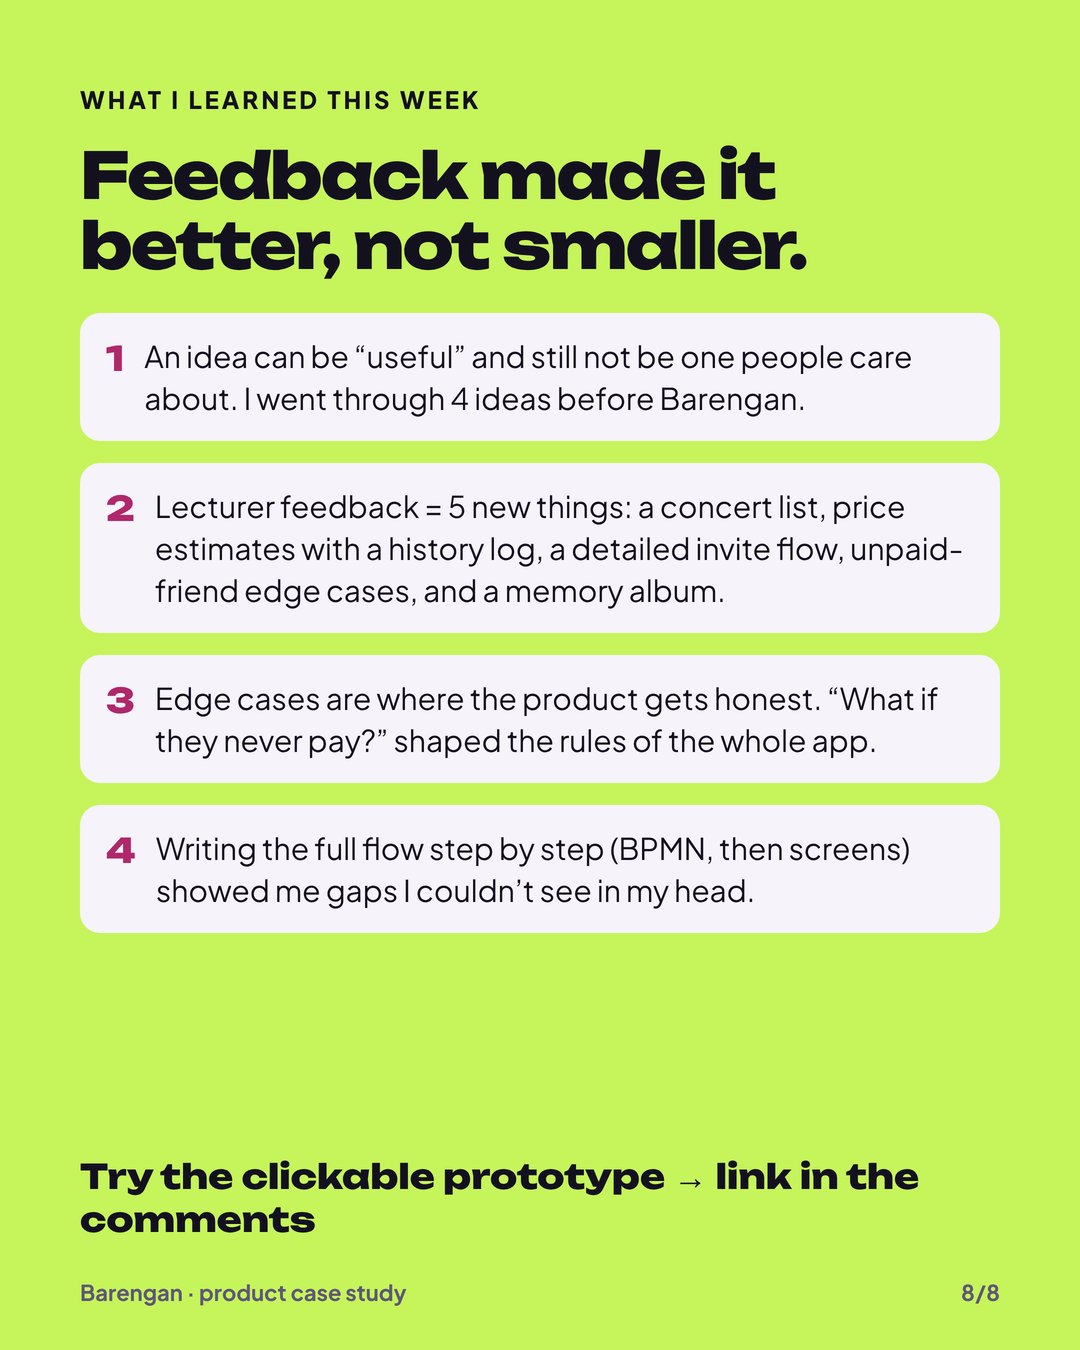 WHAT I LEARNED THIS WEEK
Feedback made it
better, not smaller.
1 An idea can be “useful” and still not be one people care
about. I went through 4 ideas before Barengan.
2 Lecturer feedback = 5 new things: a concert list, price
estimates with a history log, a detailed invite flow, unpaid-
friend edge cases, and a memory album.
3 Edge cases are where the product gets honest. “What if
they never pay?” shaped the rules of the whole app.
4 Writing the full flow step by step (BPMN, then screens)
showed me gaps I couldn’t see in my head.
Try the clickable prototype → link in the
comments
Barengan · product case study 8/8